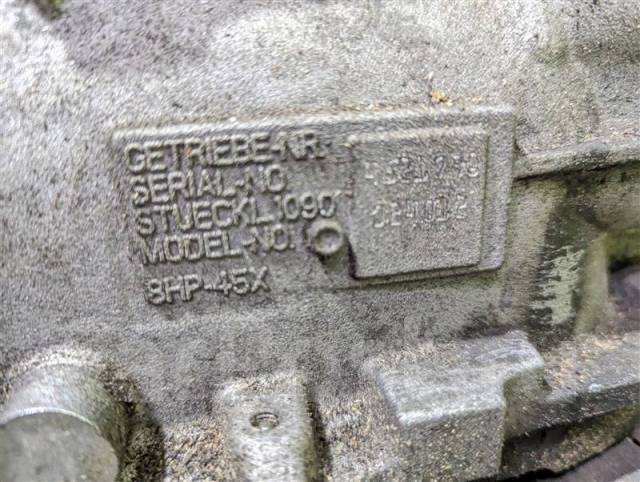 GETRIEBE-NR.
SERIAL-NO
STUECKL.1090
MODEL-NO.
8HP-45X